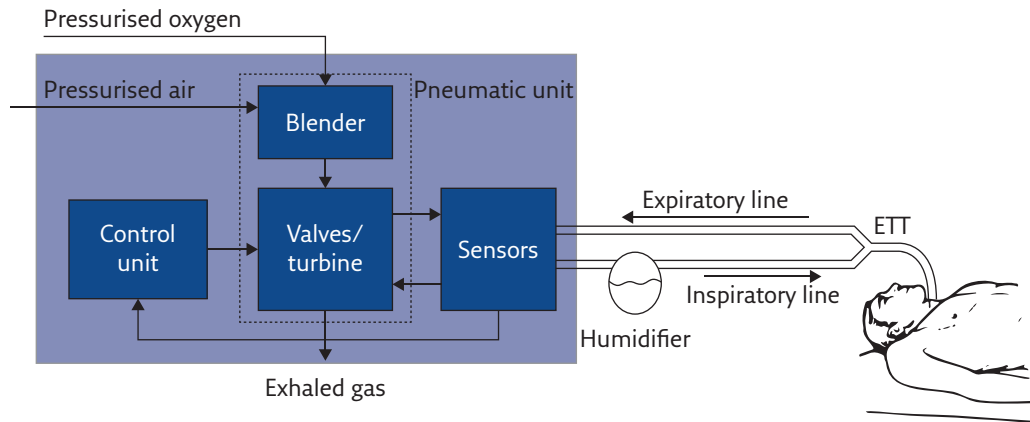 Pressurised oxygen
Pressurised air
Pneumatic unit
Blender
Control
unit
Valves/
turbine
Sensors
Expiratory line
ETT
Inspiratory line
Humidifier
Exhaled gas